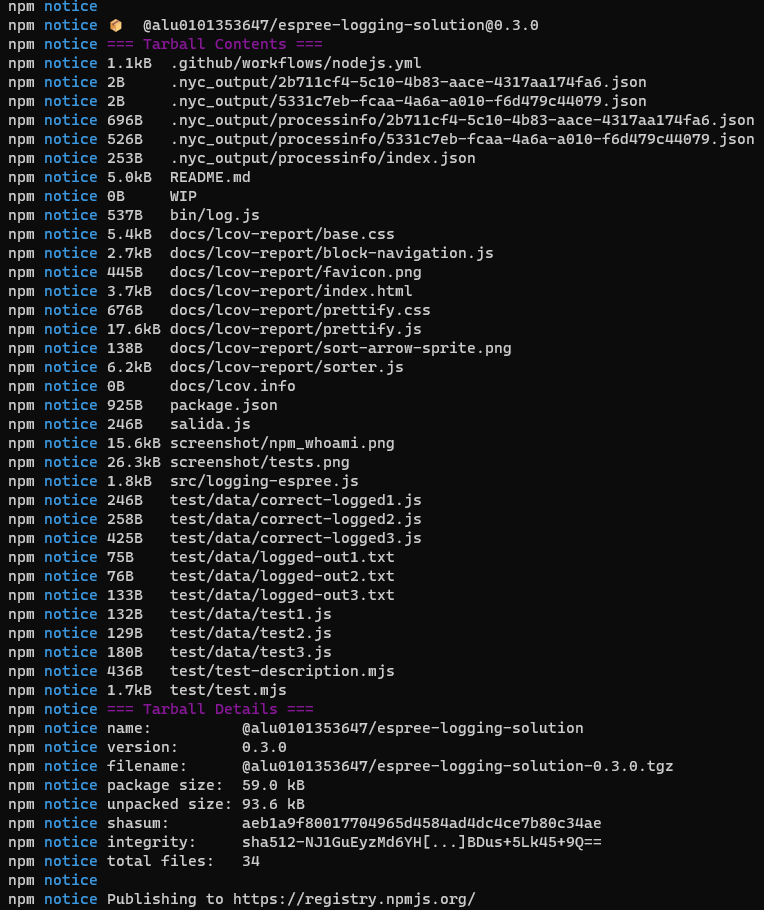 npm notice
npm notice 📦  @alu0101353647/espree-logging-solution@0.3.0
npm notice === Tarball Contents ===
npm notice 1.1kB  .github/workflows/nodejs.yml
npm notice 2B     .nyc_output/2b711cf4-5c10-4b83-aace-4317aa174fa6.json
npm notice 2B     .nyc_output/5331c7eb-fcaa-4a6a-a010-f6d479c44079.json
npm notice 696B   .nyc_output/processinfo/2b711cf4-5c10-4b83-aace-4317aa174fa6.json
npm notice 526B   .nyc_output/processinfo/5331c7eb-fcaa-4a6a-a010-f6d479c44079.json
npm notice 253B   .nyc_output/processinfo/index.json
npm notice 5.0kB  README.md
npm notice 0B     WIP
npm notice 537B   bin/log.js
npm notice 5.4kB  docs/lcov-report/base.css
npm notice 2.7kB  docs/lcov-report/block-navigation.js
npm notice 445B   docs/lcov-report/favicon.png
npm notice 3.7kB  docs/lcov-report/index.html
npm notice 676B   docs/lcov-report/prettify.css
npm notice 17.6kB docs/lcov-report/prettify.js
npm notice 138B   docs/lcov-report/sort-arrow-sprite.png
npm notice 6.2kB  docs/lcov-report/sorter.js
npm notice 0B     docs/lcov.info
npm notice 925B   package.json
npm notice 246B   salida.js
npm notice 15.6kB screenshot/npm_whoami.png
npm notice 26.3kB screenshot/tests.png
npm notice 1.8kB  src/logging-espree.js
npm notice 246B   test/data/correct-logged1.js
npm notice 258B   test/data/correct-logged2.js
npm notice 425B   test/data/correct-logged3.js
npm notice 75B    test/data/logged-out1.txt
npm notice 76B    test/data/logged-out2.txt
npm notice 133B   test/data/logged-out3.txt
npm notice 132B   test/data/test1.js
npm notice 129B   test/data/test2.js
npm notice 180B   test/data/test3.js
npm notice 436B   test/test-description.mjs
npm notice 1.7kB  test/test.mjs
npm notice === Tarball Details ===
npm notice name:          @alu0101353647/espree-logging-solution
npm notice version:       0.3.0
npm notice filename:      @alu0101353647/espree-logging-solution-0.3.0.tgz
npm notice package size:  59.0 kB
npm notice unpacked size: 93.6 kB
npm notice shasum:        aeb1a9f80017704965d4584ad4dc4ce7b80c34ae
npm notice integrity:     sha512-NJ1GuEyzMd6YH[...]BDus+5Lk45+9Q==
npm notice total files:   34
npm notice
npm notice Publishing to https://registry.npmjs.org/